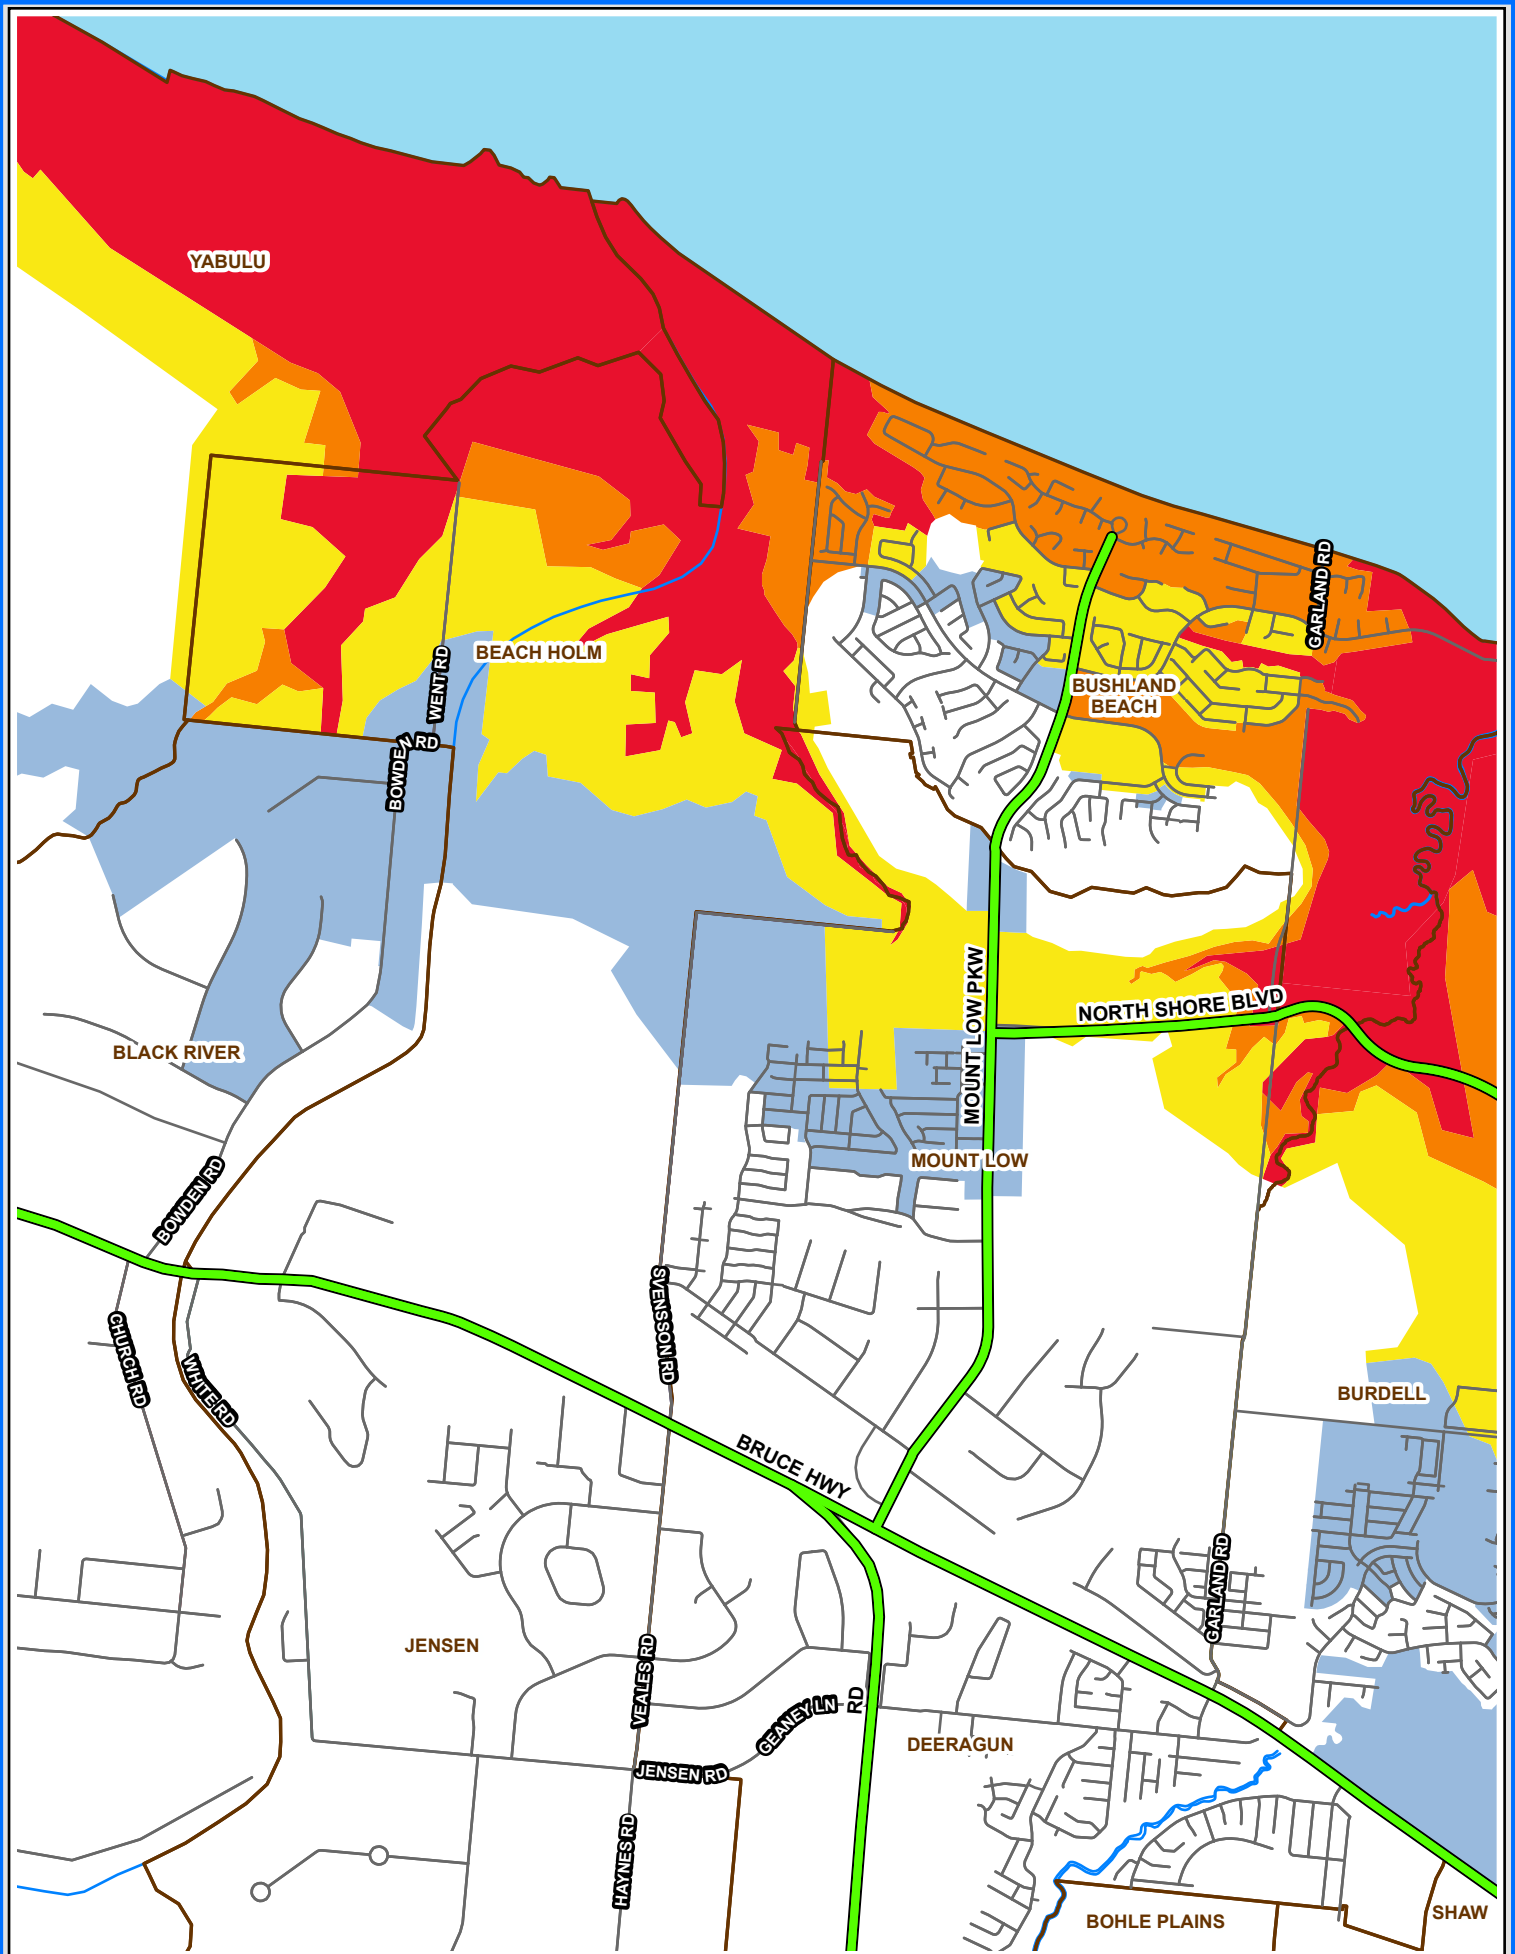 YABULU
GARLAND RD
WENT RD
BEACH HOLM
BUSHLAND
BEACH
BOWDEN RD
NORTH SHORE BLVD
MOUNT LOW PKW
BLACK RIVER
MOUNT LOW
BOWDEN RD
SVENSSON RD
CHURCH RD
WHITE RD
BURDELL
BRUCE HWY
GARLAND RD
JENSEN
VEALES RD
GEANEY LN
RD
DEERAGUN
JENSEN RD
HAYNES RD
BOHLE PLAINS
SHAW